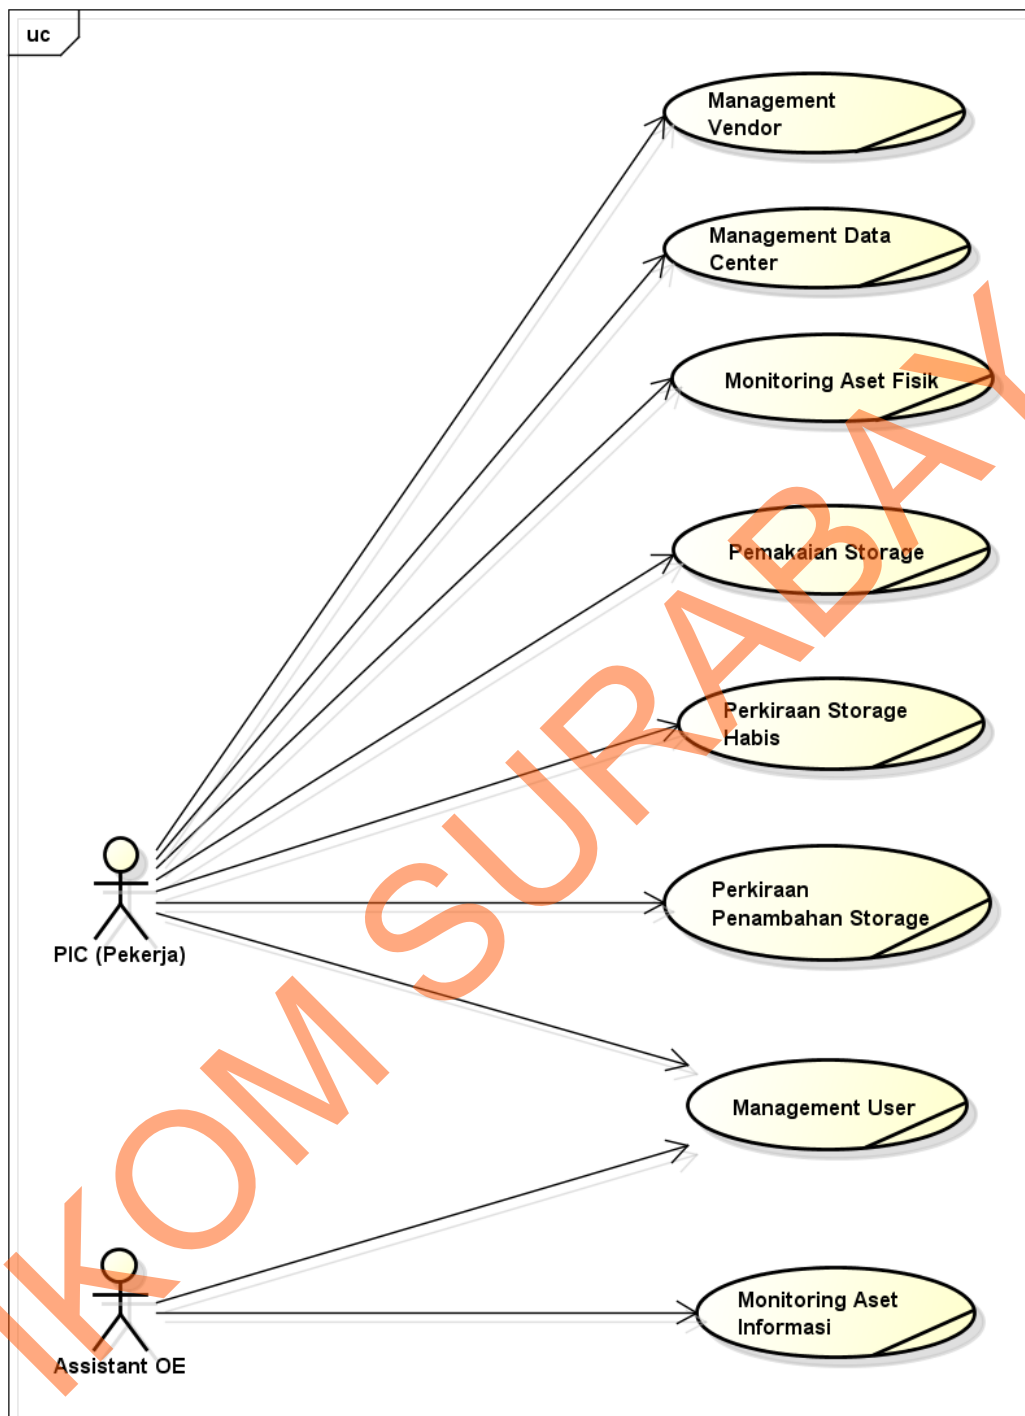 uc
Management
Vendor
Management Data
Center
Monitoring Aset Fisik
Pemakaian Storage
Perkiraan Storage
Habis
Perkiraan
Penambahan Storage
PIC (Pekerja)
Management User
Monitoring Aset
Informasi
Assistant OE
IKOM SURABAY